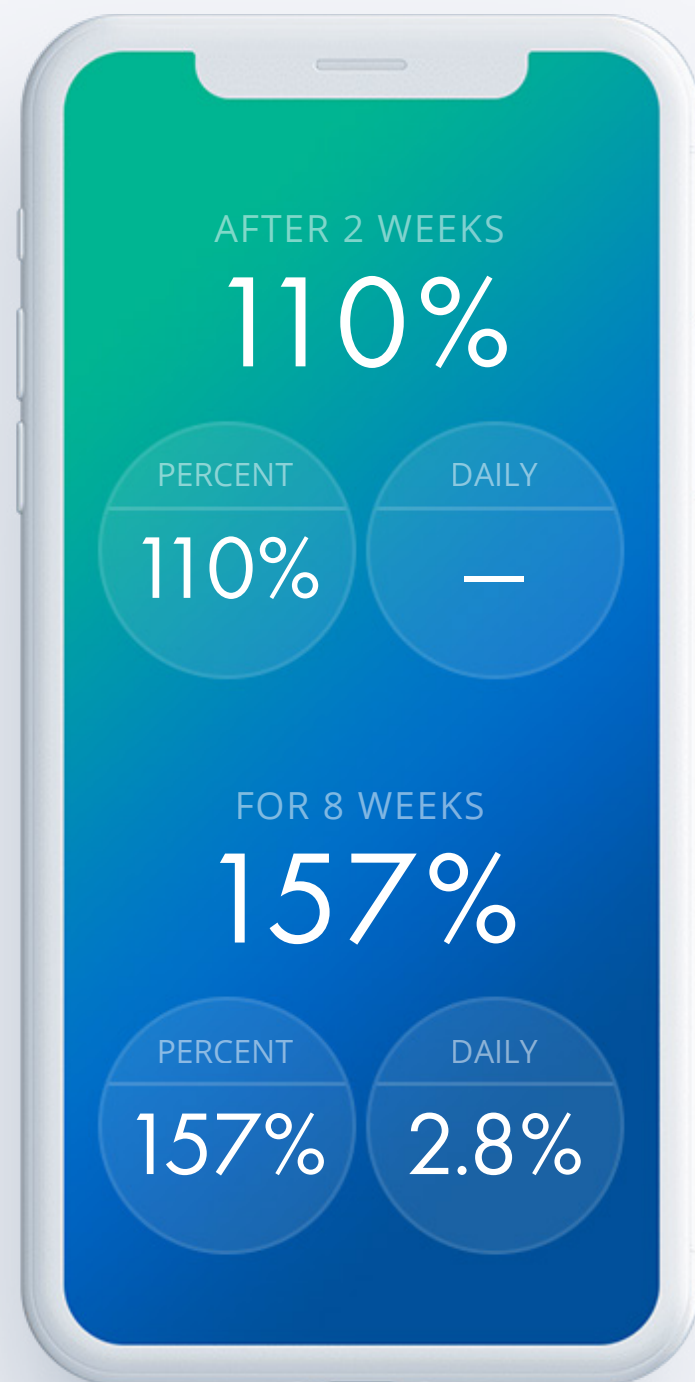 AFTER 2 WEEKS
110%
PERCENT DAILY
110% —
FOR 8 WEEKS
157%
PERCENT DAILY
157% 2.8%